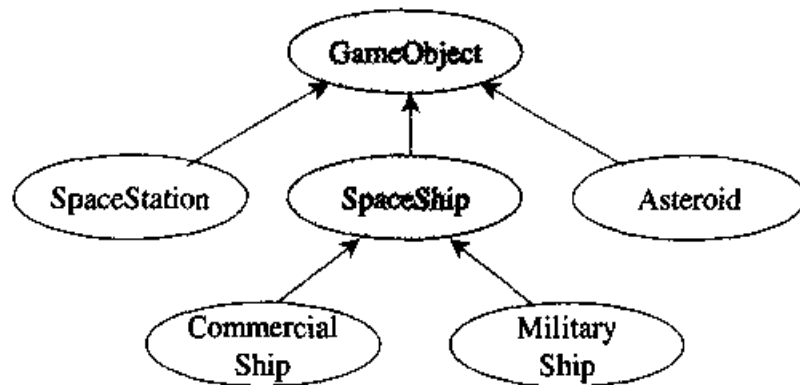 GameObject
SpaceStation
SpaceShip
Asteroid
Commercial
Ship
Military
Ship